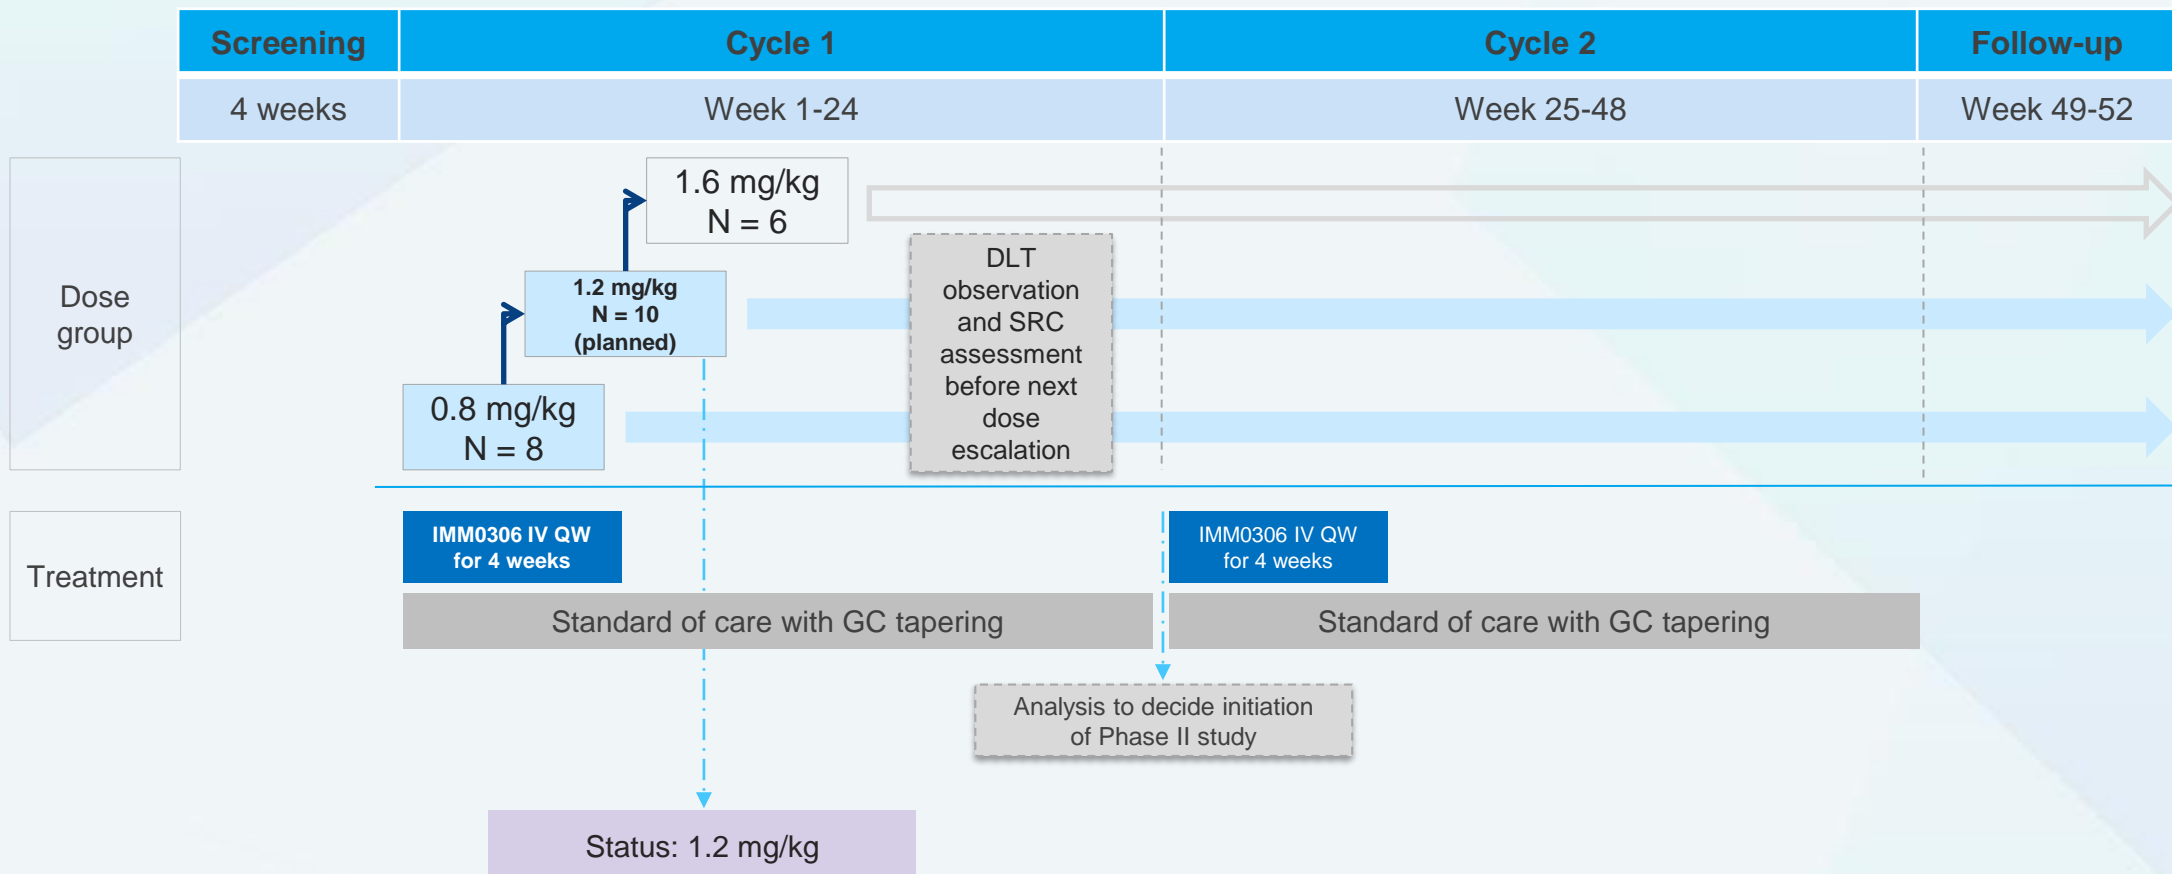 Screening
Cycle 1
Cycle 2
Follow-up
4 weeks
Week 1-24
Week 25-48
Week 49-52
Dose
group
1.6 mg/kg
N = 6
1.2 mg/kg
N = 10
(planned)
0.8 mg/kg
N = 8
DLT
observation
and SRC
assessment
before next
dose
escalation
Treatment
IMM0306 IV QW
for 4 weeks
IMM0306 IV QW
for 4 weeks
Standard of care with GC tapering
Standard of care with GC tapering
Analysis to decide initiation
of Phase II study
Status: 1.2 mg/kg